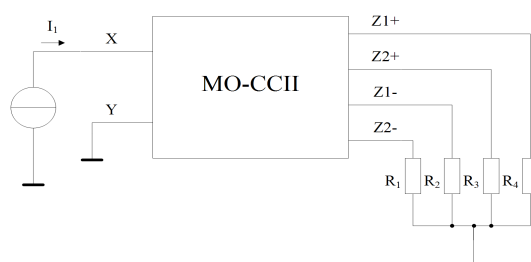 I1
X
Y
MO-CCII
Z1+
Z2+
Z1-
Z2-
R1
R2
R3
R4